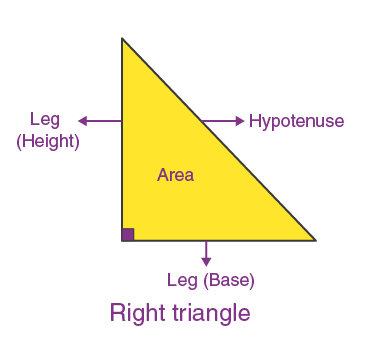 Leg
(Height)
Hypotenuse
Area
Leg (Base)
Right triangle